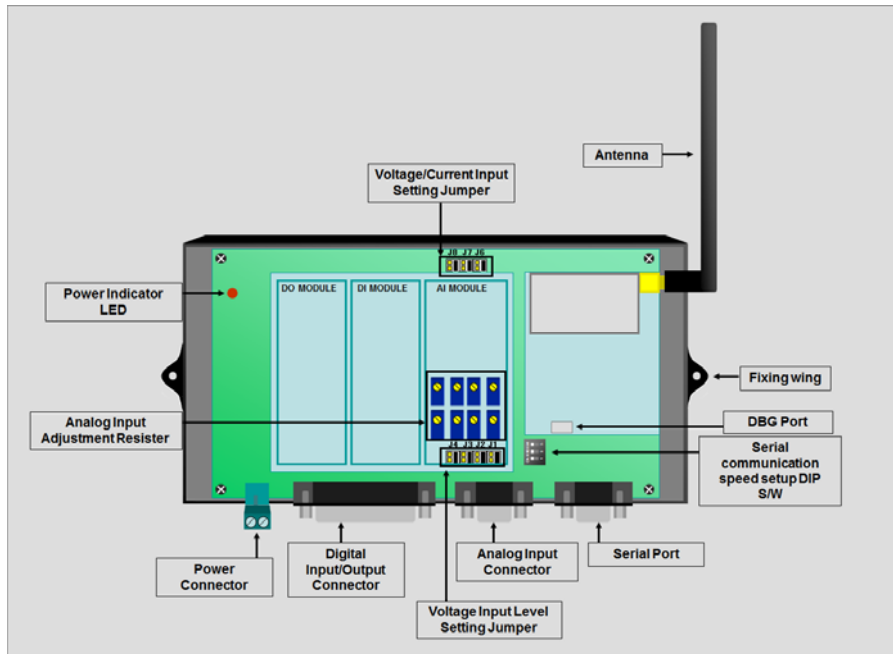 Antenna
Voltage/Current Input
Setting Jumper
J8 J7 J6
Power Indicator
LED
DO MODULE
DI MODULE
AI MODULE
Fixing wing
Analog Input
Adjustment Resister
DBG Port
J4 J3 J2 J1
Serial
communication
speed setup DIP
S/W
Power
Connector
Digital
Input/Output
Connector
Analog Input
Connector
Serial Port
Voltage Input Level
Setting Jumper